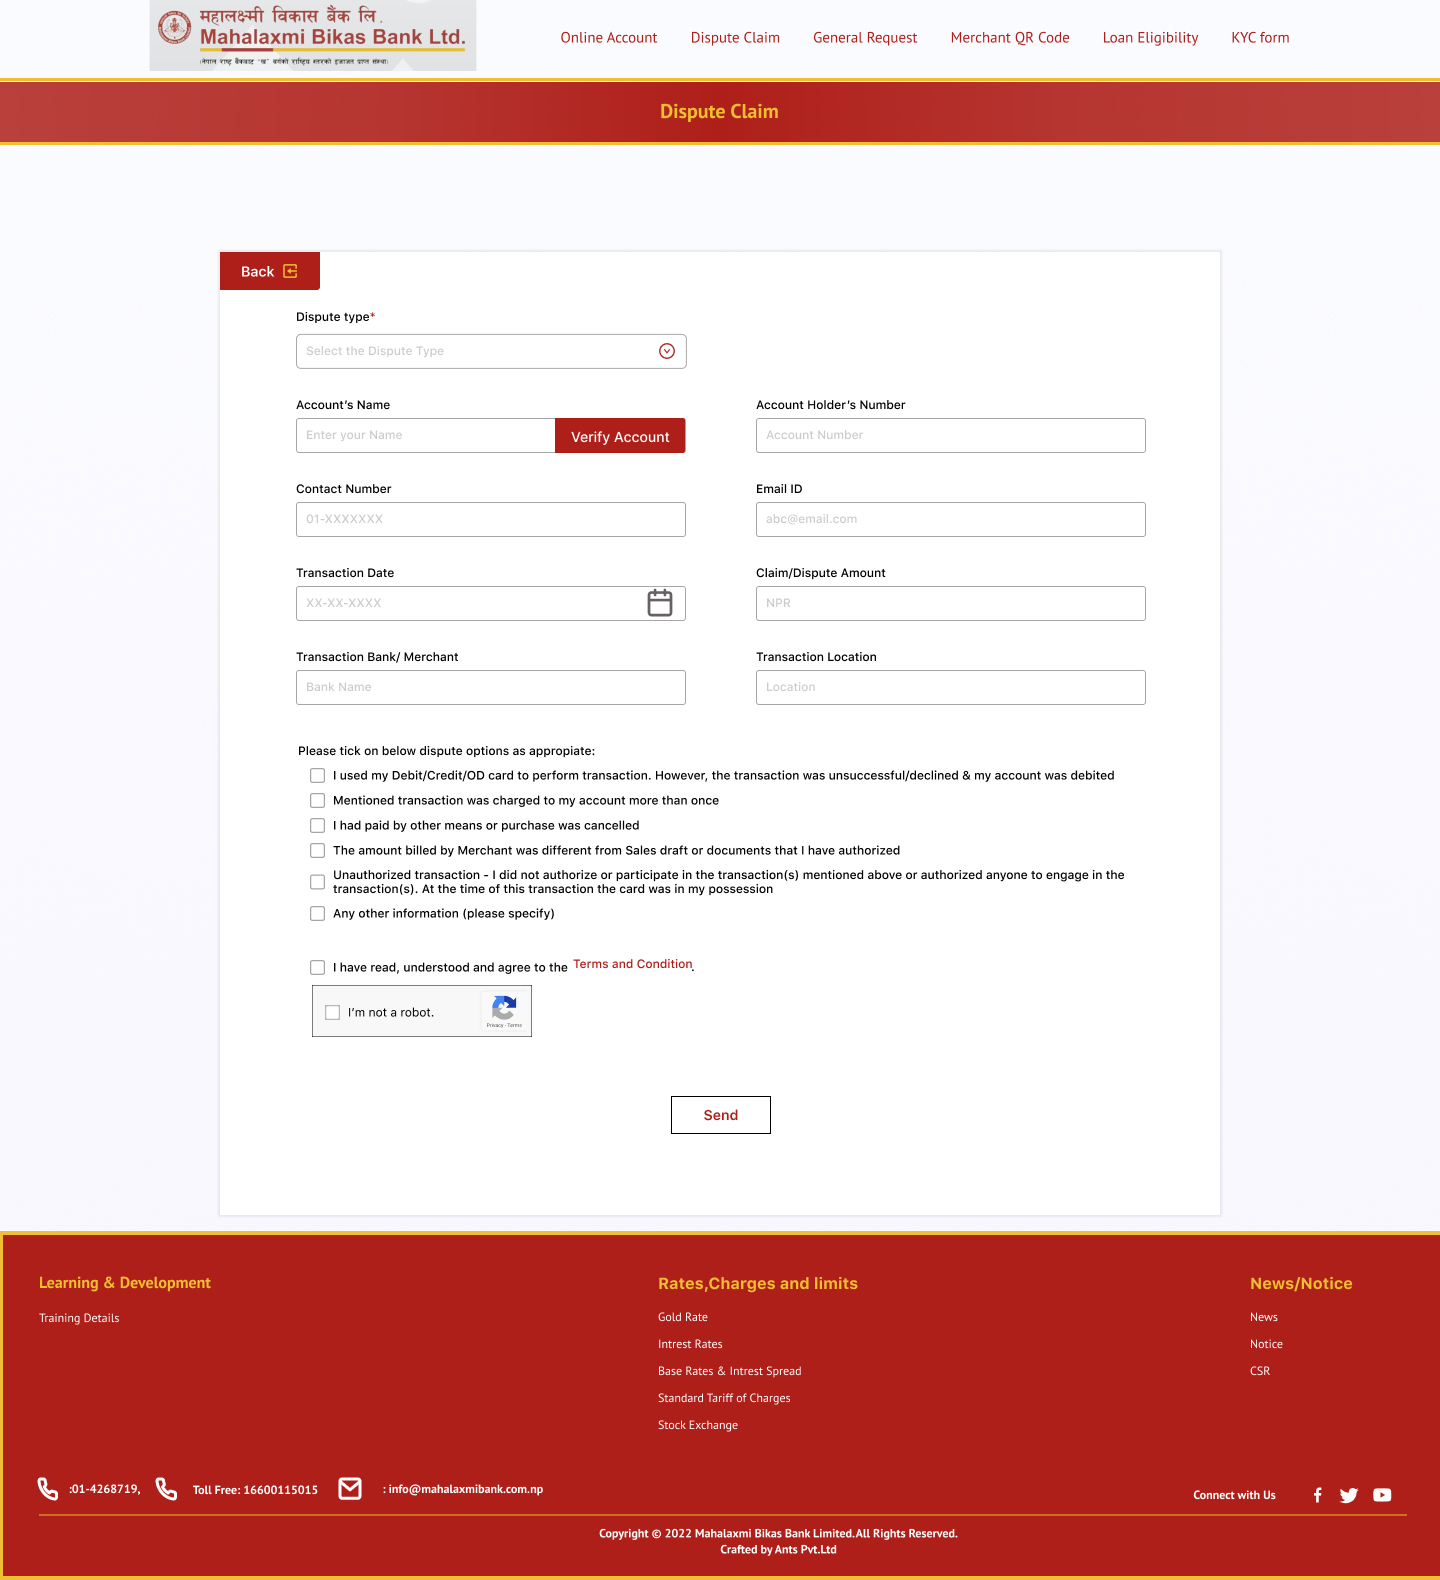 महालक्ष्मी विकास बैंक लि.
Mahalaxmi Bikas Bank Ltd.
(नेपाल राष्ट्र बैंकबाट "ख" वर्गको राष्ट्रिय स्तरको इजाजत प्राप्त संस्था)
Online Account
Dispute Claim
General Request
Merchant QR Code
Loan Eligibility
KYC form
Dispute Claim
Back
Dispute type*
Select the Dispute Type
Account's Name
Enter your Name
Verify Account
Account Holder's Number
Account Number
Contact Number
01-XXXXXXX
Email ID
abc@email.com
Transaction Date
XX-XX-XXXX
Claim/Dispute Amount
NPR
Transaction Bank/ Merchant
Bank Name
Transaction Location
Location
Please tick on below dispute options as appropiate:
I used my Debit/Credit/OD card to perform transaction. However, the transaction was unsuccessful/declined & my account was debited
Mentioned transaction was charged to my account more than once
I had paid by other means or purchase was cancelled
The amount billed by Merchant was different from Sales draft or documents that I have authorized
Unauthorized transaction - I did not authorize or participate in the transaction(s) mentioned above or authorized anyone to engage in the
transaction(s). At the time of this transaction the card was in my possession
Any other information (please specify)
I have read, understood and agree to the Terms and Condition.
I'm not a robot.
Privacy - Terms
Send
Learning & Development
Training Details
Rates,Charges and limits
Gold Rate
Intrest Rates
Base Rates & Intrest Spread
Standard Tariff of Charges
Stock Exchange
News/Notice
News
Notice
CSR
:01-4268719,
Toll Free: 16600115015
: info@mahalaxmibank.com.np
Connect with Us
Copyright © 2022 Mahalaxmi Bikas Bank Limited.All Rights Reserved.
Crafted by Ants Pvt.Ltd